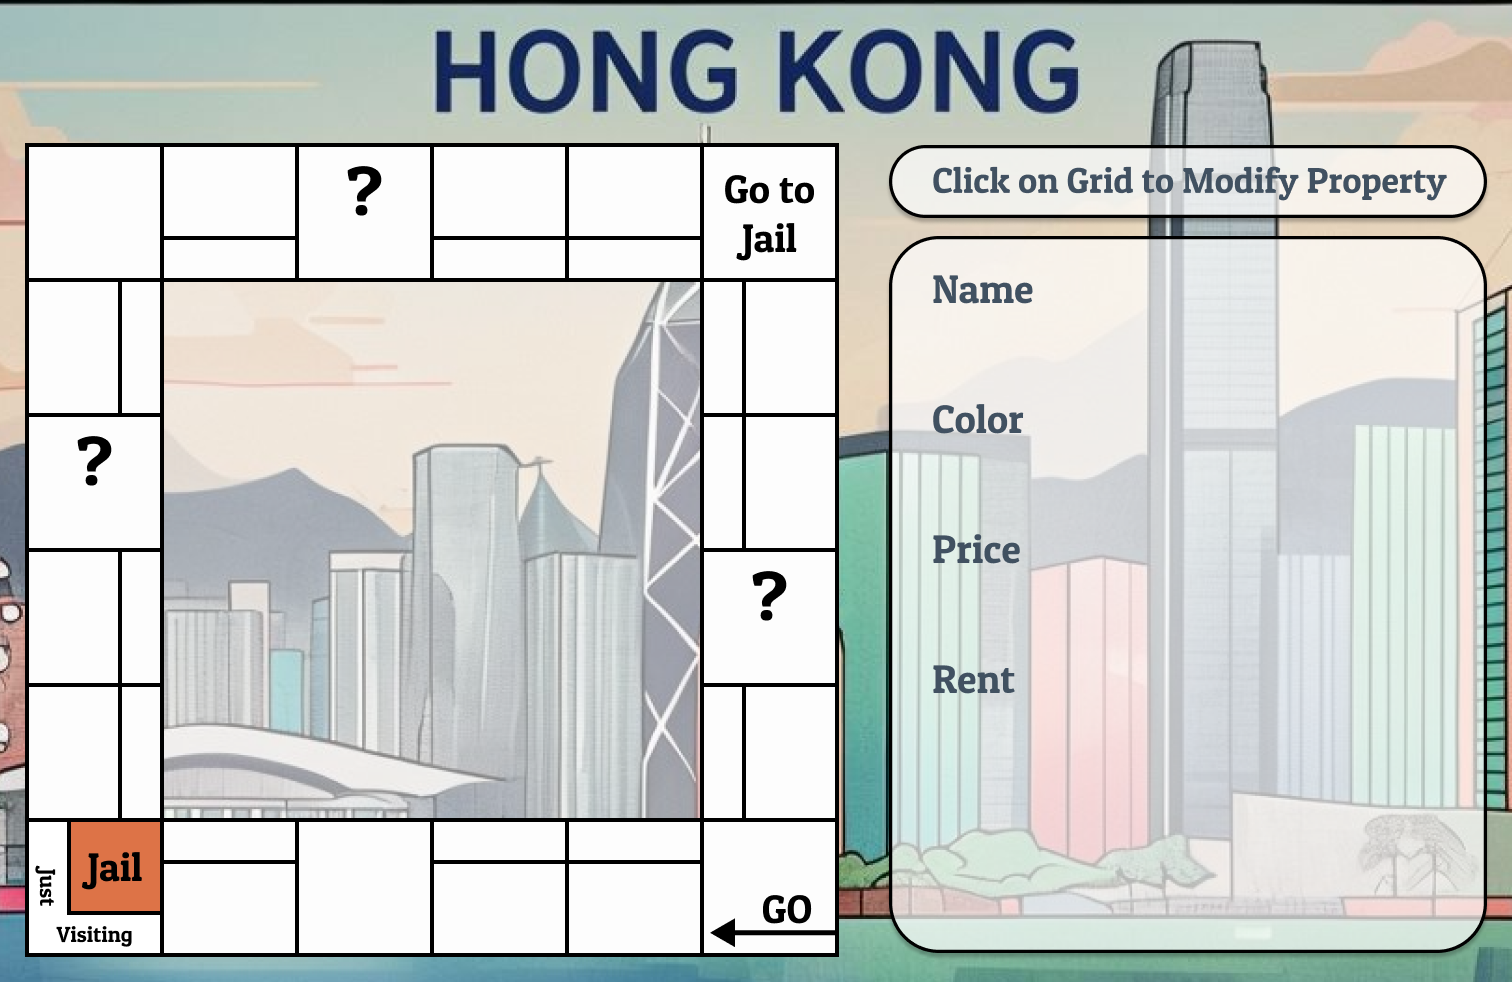 HONG KONG
?
Go to
Jail
?
?
Just
Jail
Visiting
GO
Click on Grid to Modify Property
Name
Color
Price
Rent